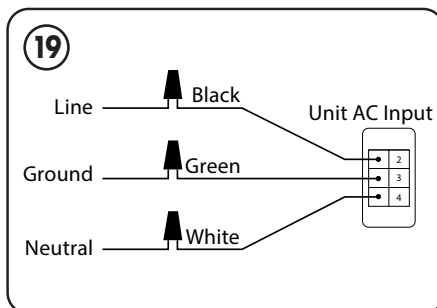 19
Line
Black
Unit AC Input
2
Ground
Green
3
4
Neutral
White